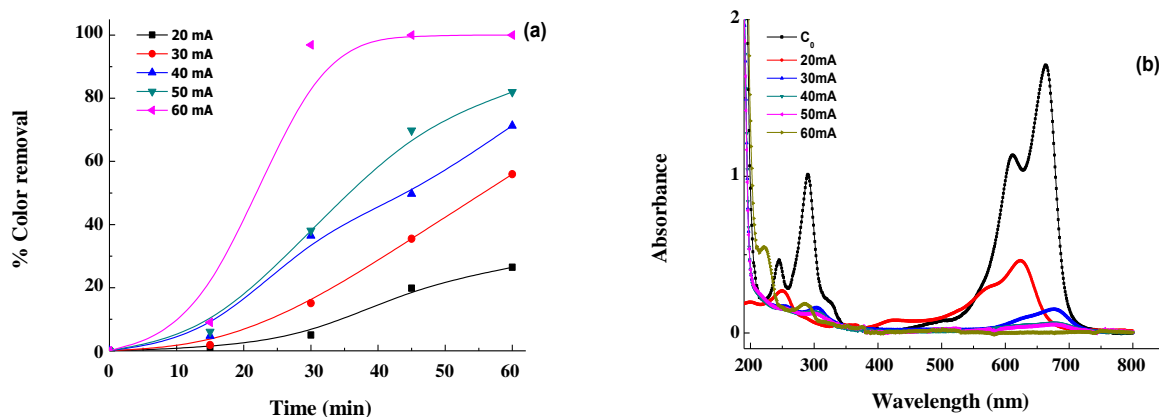 (a)
20 mA
30 mA
40 mA
50 mA
60 mA
% Color removal
100
80
60
40
20
0
0 10 20 30 40 50 60
Time (min)
(b)
C0
20mA
30mA
40mA
50mA
60mA
Absorbance
2
1
0
200 300 400 500 600 700 800
Wavelength (nm)